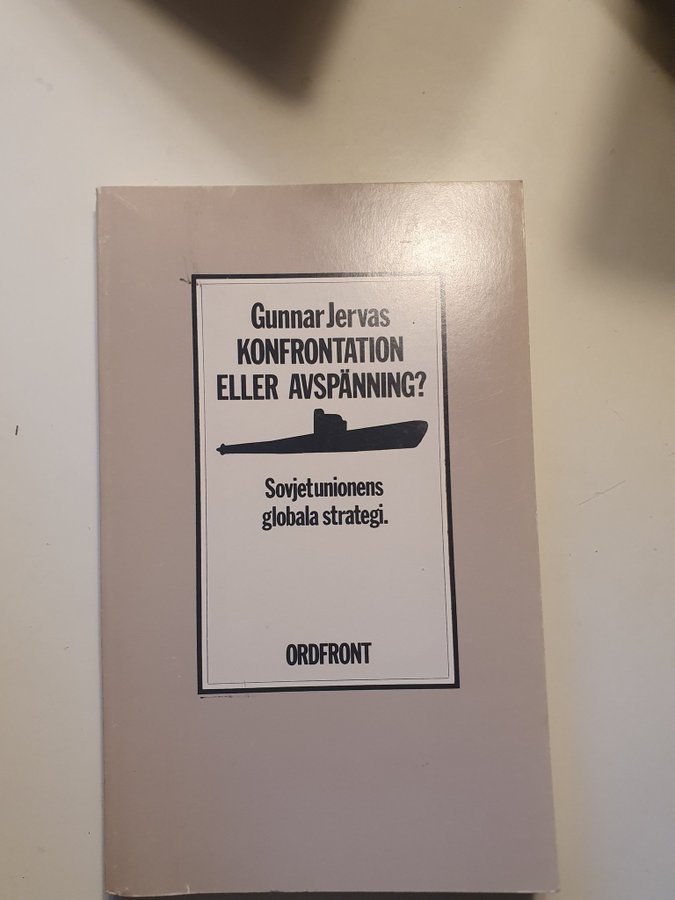 Gunnar Jervas
KONFRONTATION
ELLER AVSPÄNNING?
Sovjetunionens
globala strategi.
ORDFRONT